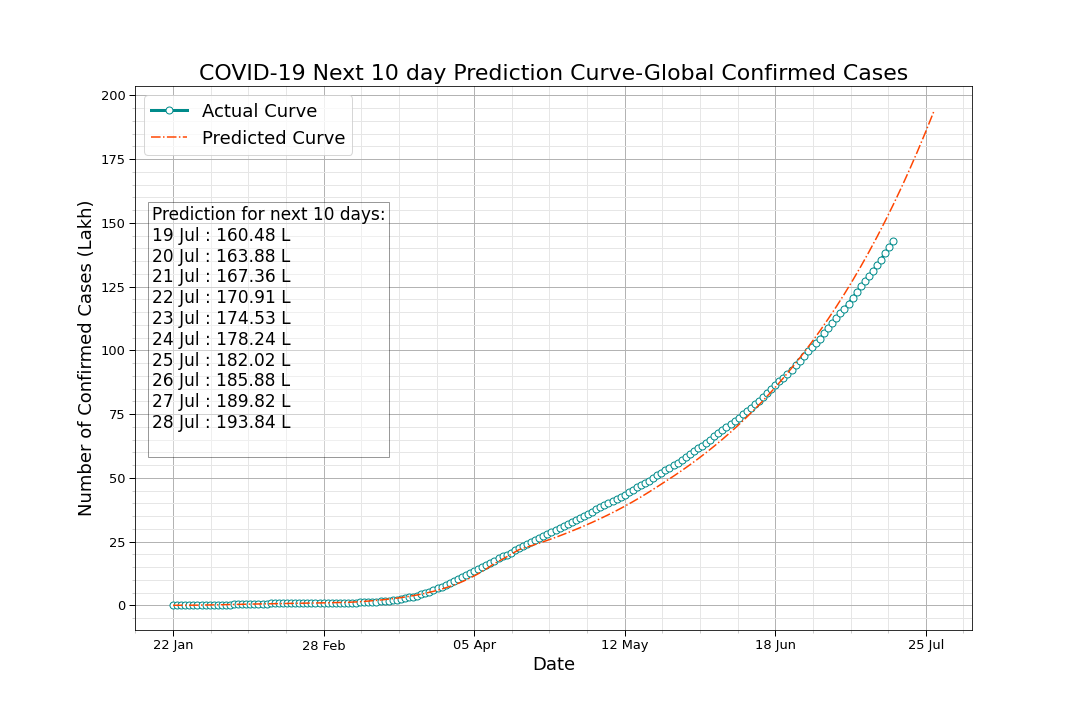 COVID-19 Next 10 day Prediction Curve-Global Confirmed Cases
200
175
150
125
100
75
50
25
0
Number of Confirmed Cases (Lakh)
Actual Curve
Predicted Curve
Prediction for next 10 days:
19 Jul : 160.48 L
20 Jul : 163.88 L
21 Jul : 167.36 L
22 Jul : 170.91 L
23 Jul : 174.53 L
24 Jul : 178.24 L
25 Jul : 182.02 L
26 Jul : 185.88 L
27 Jul : 189.82 L
28 Jul : 193.84 L
22 Jan 28 Feb 05 Apr 12 May 18 Jun 25 Jul
Date